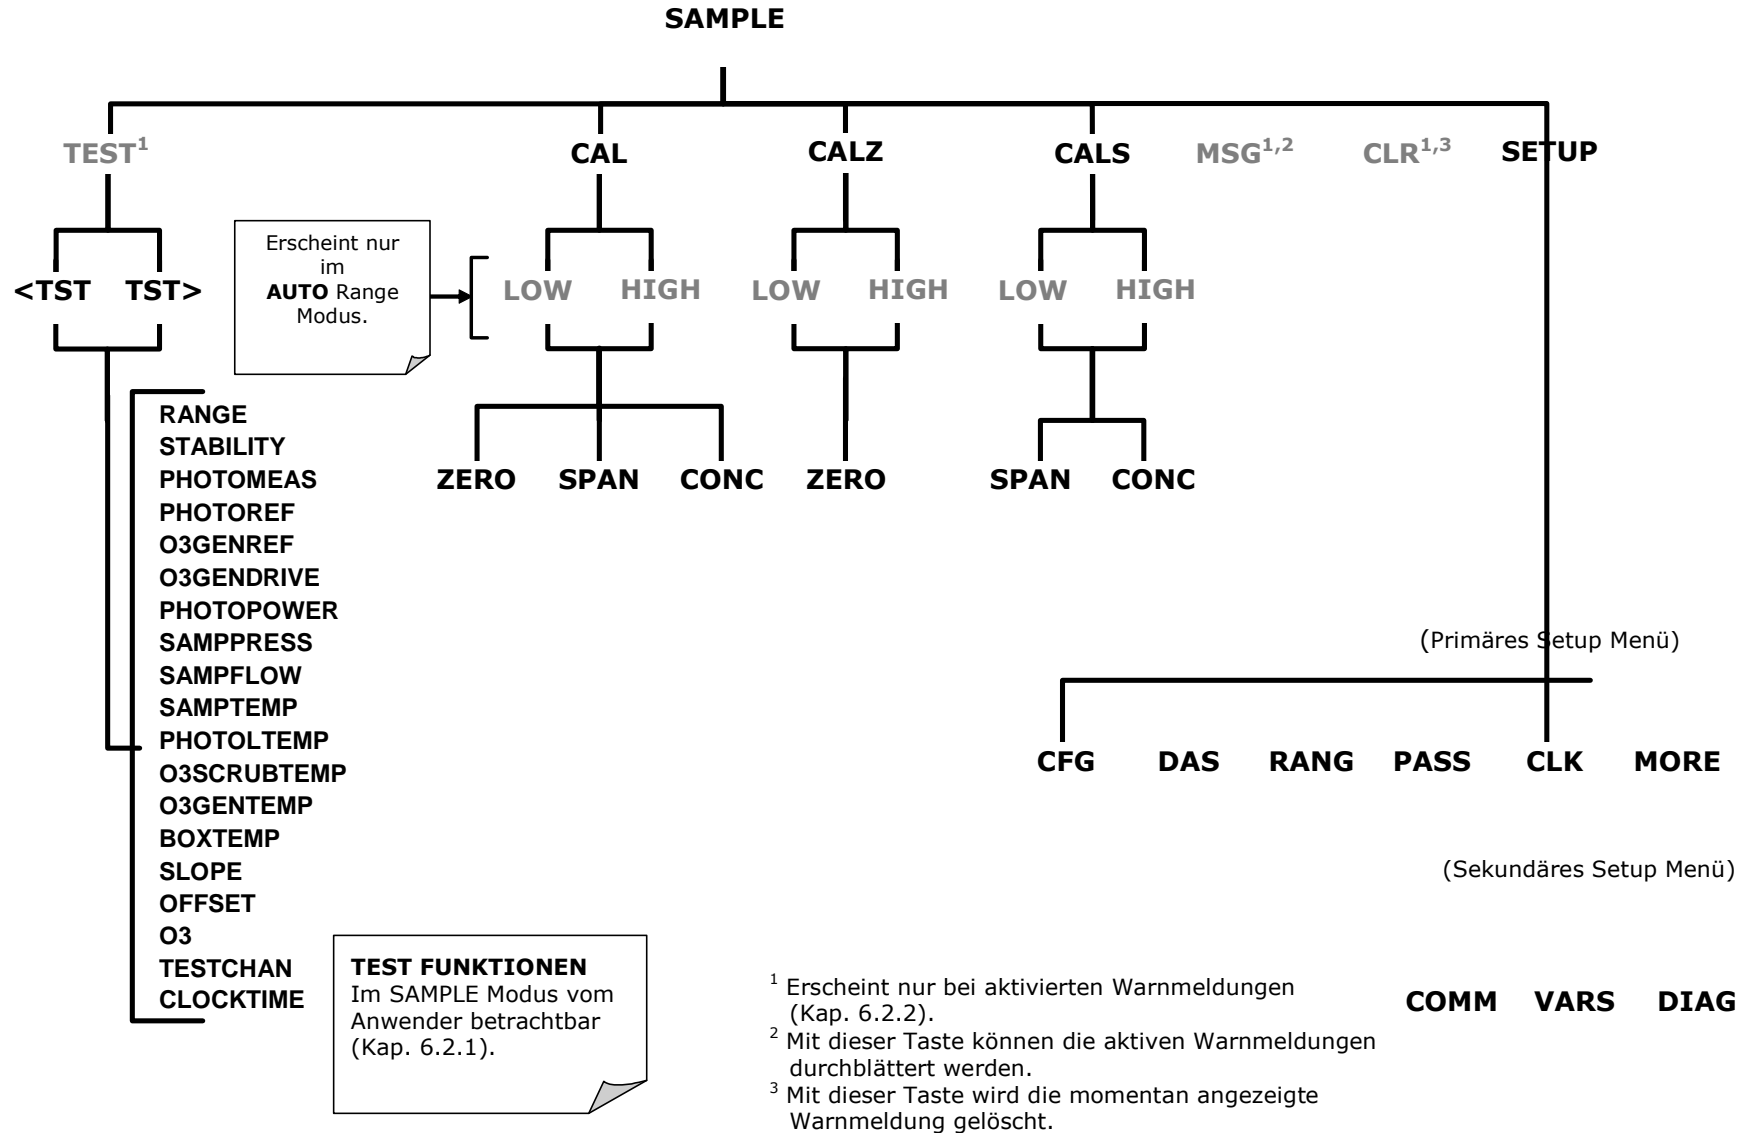 SAMPLE
TEST1 CAL CALZ CALS MSG1,2 CLR1,3 SETUP
Erscheint nur
im
AUTO Range
Modus.
<TST TST> LOW HIGH LOW HIGH LOW HIGH
ZERO SPAN CONC ZERO SPAN CONC
RANGE
STABILITY
PHOTOMEAS
PHOTOREF
O3GENREF
O3GENDRIVE
PHOTOPOWER
SAMPPRESS
SAMPFLOW
SAMPTEMP
PHOTOLTEMP
O3SCRUBTEMP
O3GENTEMP
BOXTEMP
SLOPE
OFFSET
O3
TESTCHAN
CLOCKTIME
(Primäres Setup Menü)
CFG DAS RANG PASS CLK MORE
(Sekundäres Setup Menü)
COMM VARS DIAG
TEST FUNKTIONEN
Im SAMPLE Modus vom
Anwender betrachtbar
(Kap. 6.2.1).
1 Erscheint nur bei aktivierten Warnmeldungen
(Kap. 6.2.2).
2 Mit dieser Taste können die aktiven Warnmeldungen
durchblättert werden.
3 Mit dieser Taste wird die momentan angezeigte
Warnmeldung gelöscht.